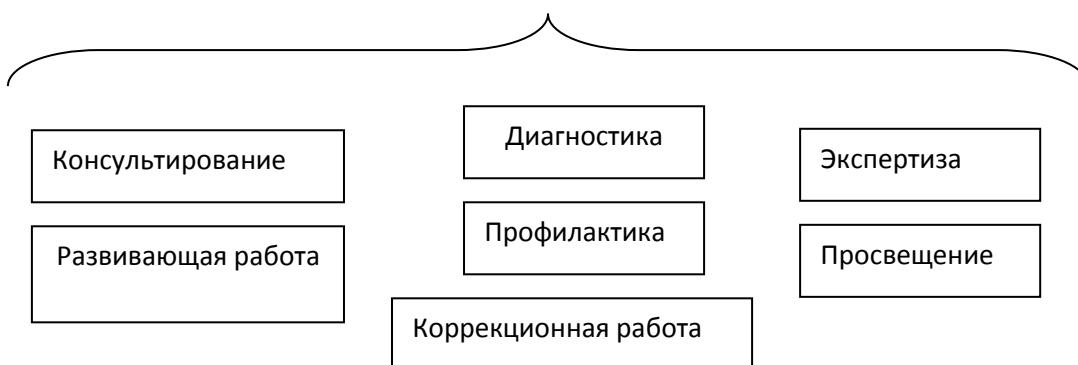 Диагностика
Консультирование
Экспертиза
Профилактика
Развивающая работа
Просвещение
Коррекционная работа